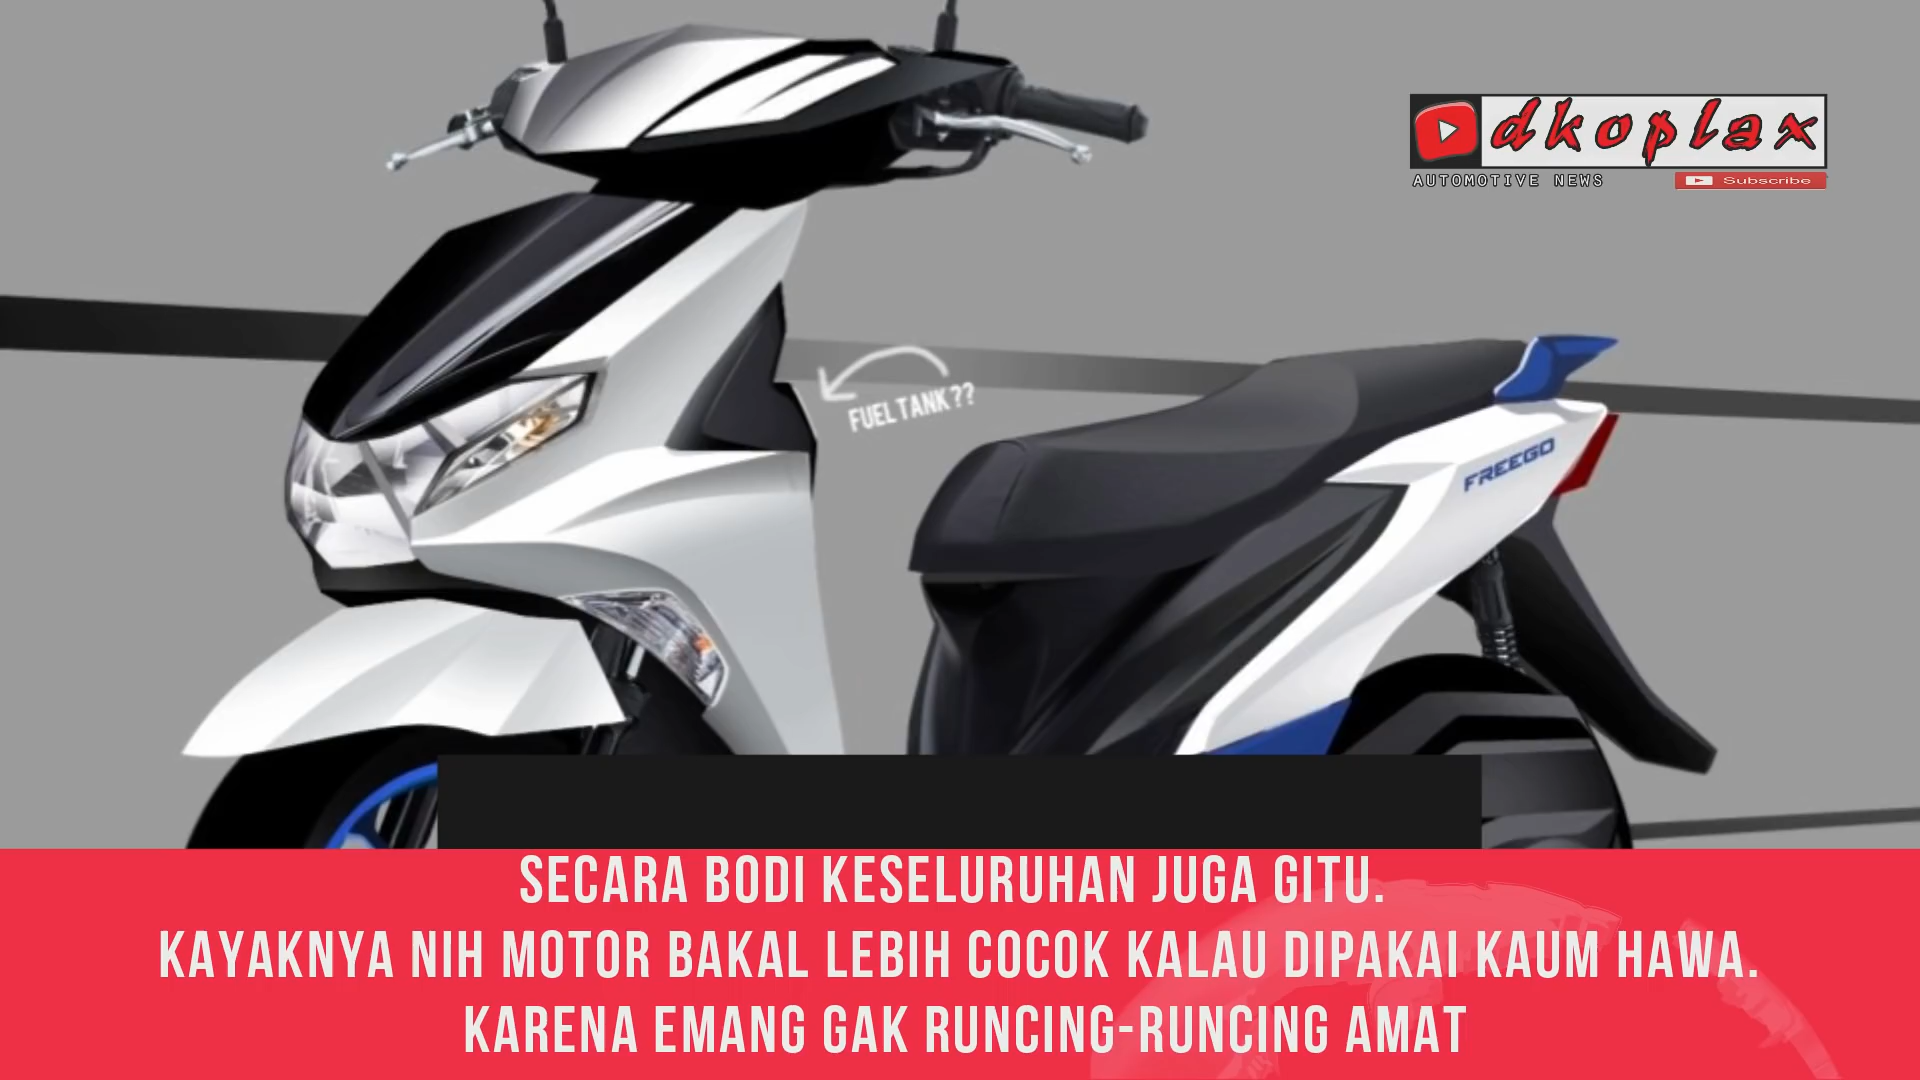 dkoplax
AUTOMOTIVE NEWS
Subscribe
FUEL TANK??
FREEGO
SECARA BODI KESELURUHAN JUGA GITU.
KAYAKNYA NIH MOTOR BAKAL LEBIH COCOK KALAU DIPAKAI KAUM HAWA.
KARENA EMANG GAK RUNCING-RUNCING AMAT